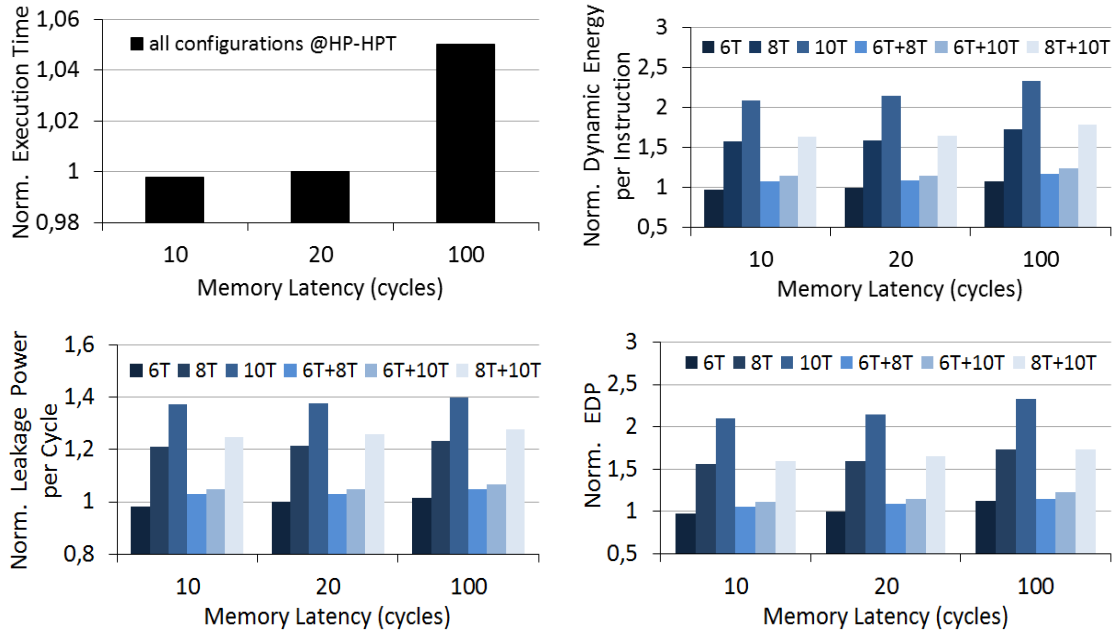 Norm. Execution Time
1,06
1,04
1,02
1
0,98
all configurations @HP-HPT
10 20 100
Memory Latency (cycles)
Norm. Dynamic Energy
per Instruction
3
2,5
2
1,5
1
0,5
6T 8T 10T 6T+8T 6T+10T 8T+10T
10 20 100
Memory Latency (cycles)
Norm. Leakage Power
per Cycle
1,6
1,4
1,2
1
0,8
6T 8T 10T 6T+8T 6T+10T 8T+10T
10 20 100
Memory Latency (cycles)
Norm. EDP
3
2,5
2
1,5
1
0,5
6T 8T 10T 6T+8T 6T+10T 8T+10T
10 20 100
Memory Latency (cycles)